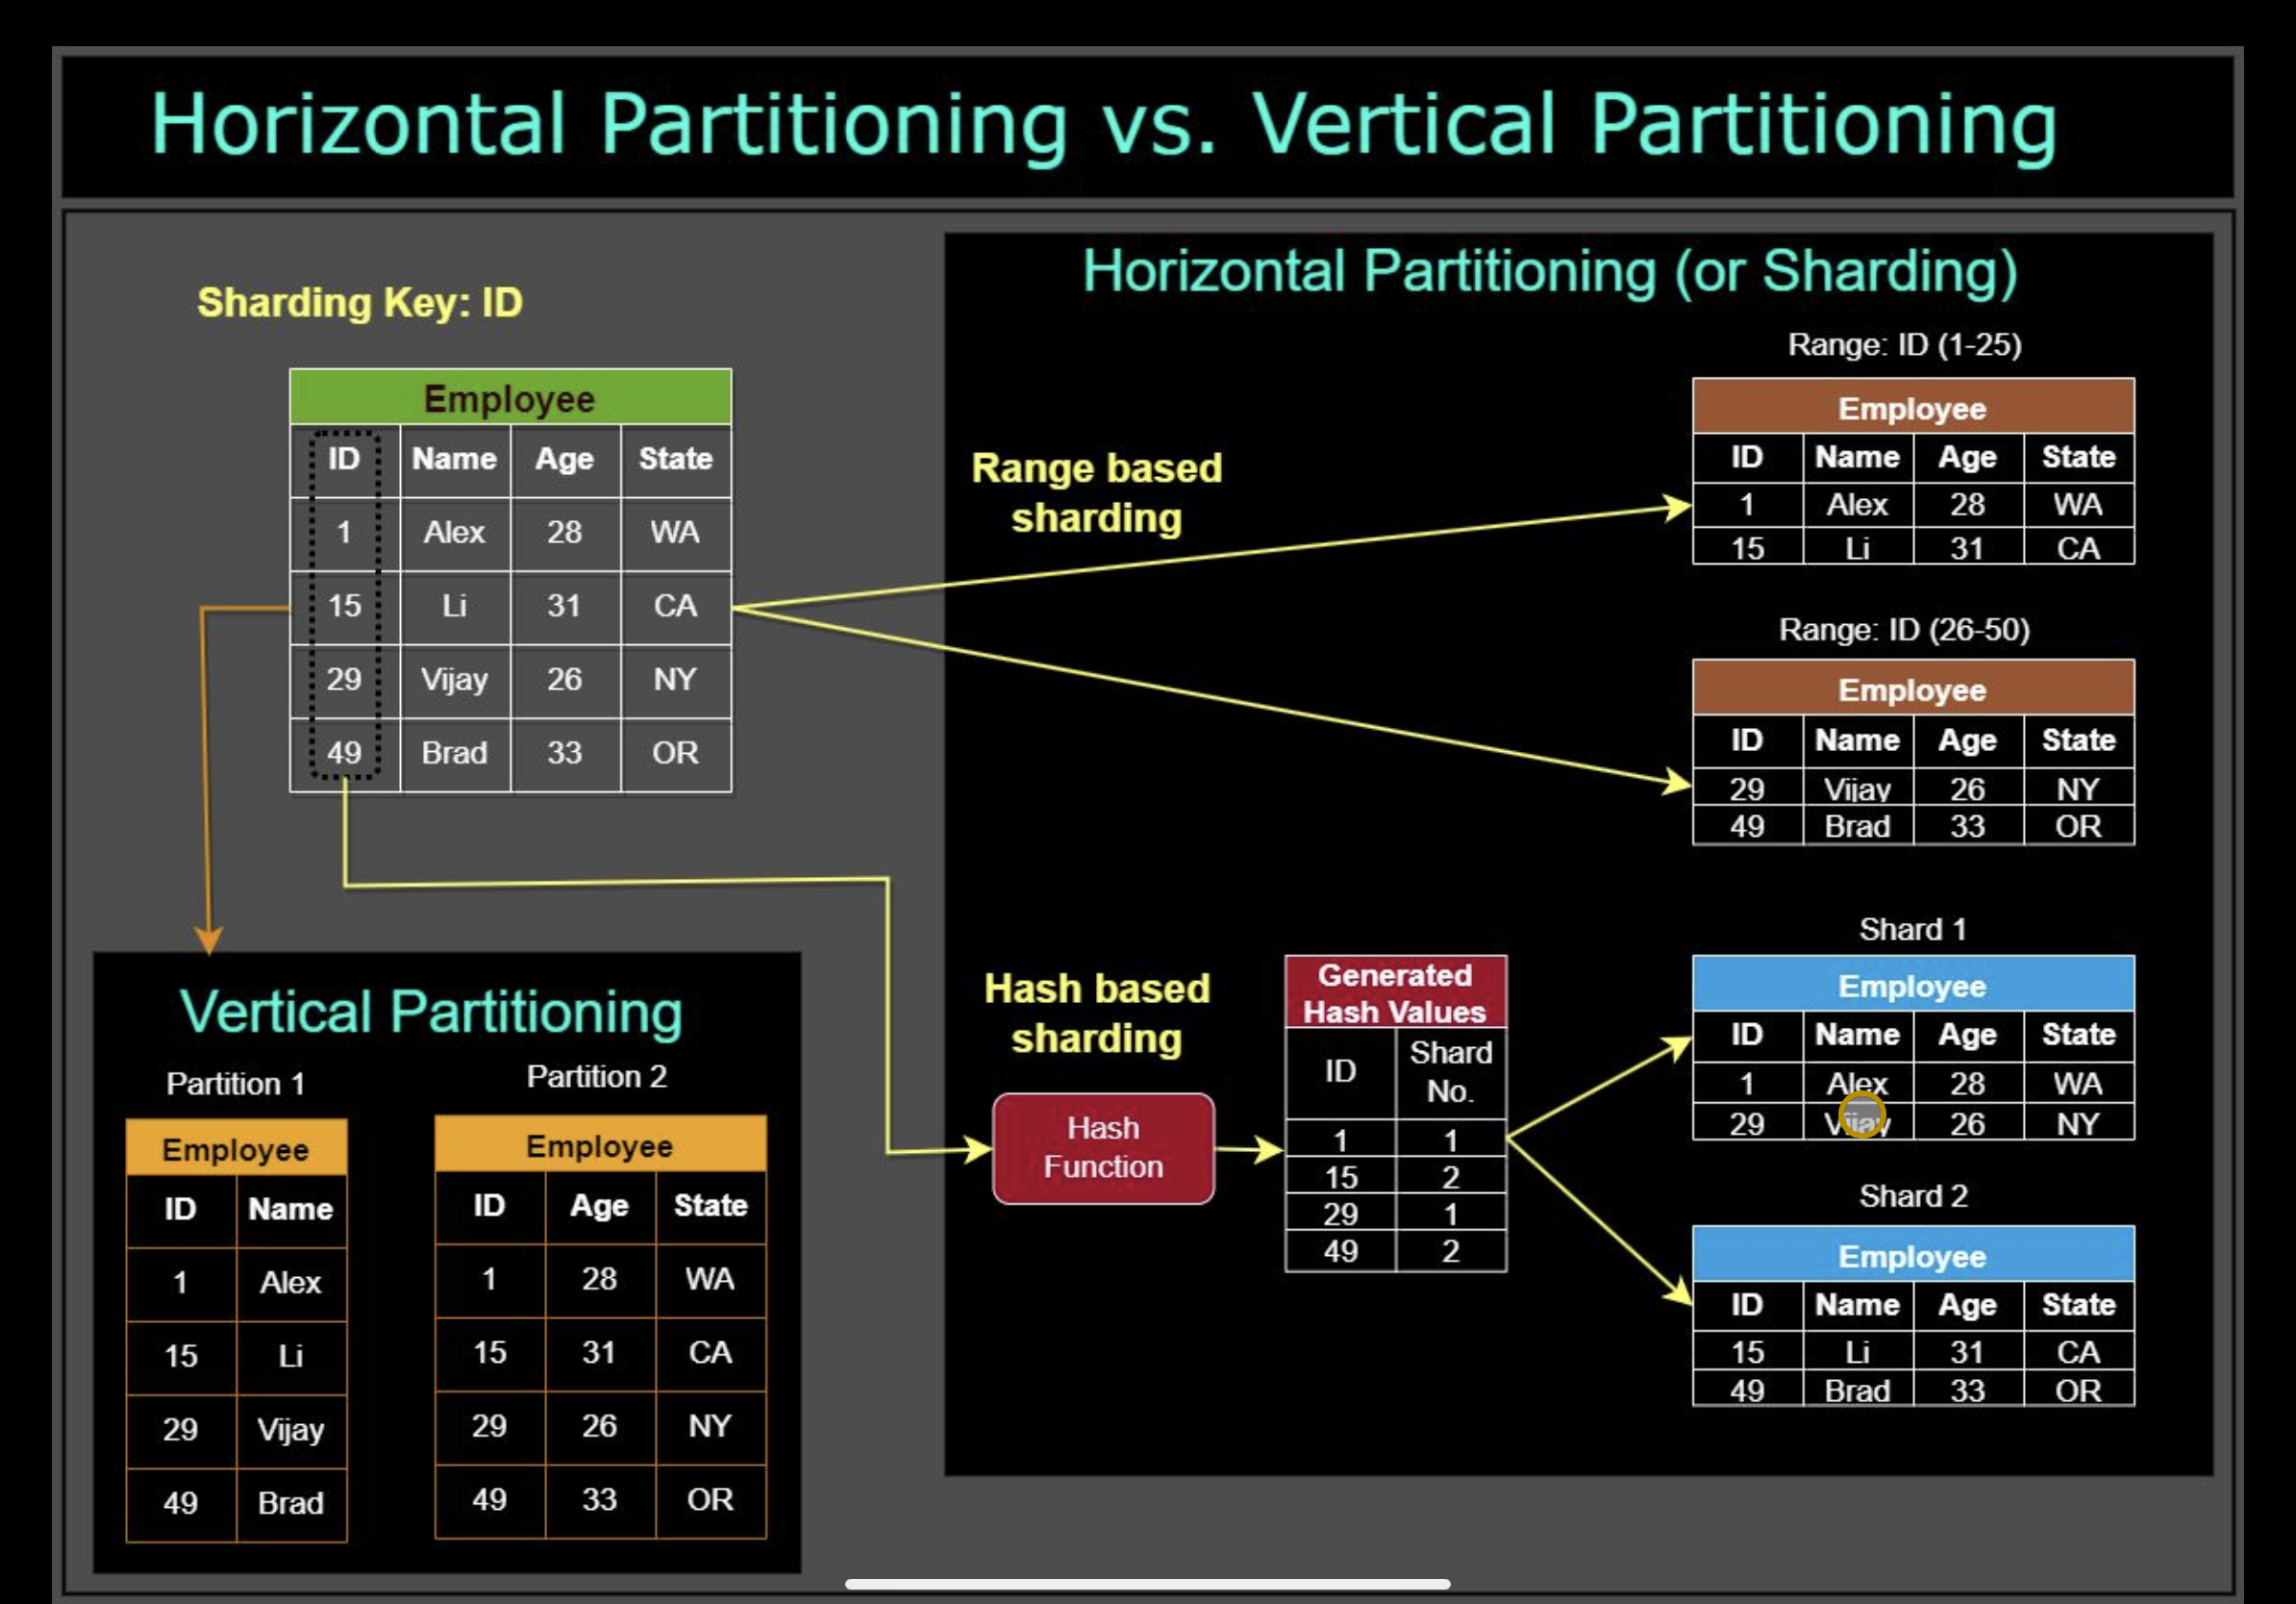 Horizontal Partitioning vs. Vertical Partitioning
Sharding Key: ID
Employee
ID Name Age State
1 Alex 28 WA
15 Li 31 CA
29 Vijay 26 NY
49 Brad 33 OR
Vertical Partitioning
Partition 1
Employee
ID Name
1 Alex
15 Li
29 Vijay
49 Brad
Partition 2
Employee
ID Age State
1 28 WA
15 31 CA
29 26 NY
49 33 OR
Horizontal Partitioning (or Sharding)
Range based
sharding
Range: ID (1-25)
Employee
ID Name Age State
1 Alex 28 WA
15 Li 31 CA
Range: ID (26-50)
Employee
ID Name Age State
29 Vijay 26 NY
49 Brad 33 OR
Hash based
sharding
Hash
Function
Generated
Hash Values
ID Shard
No.
1 1
15 2
29 1
49 2
Shard 1
Employee
ID Name Age State
1 Alex 28 WA
29 Vijay 26 NY
Shard 2
Employee
ID Name Age State
15 Li 31 CA
49 Brad 33 OR